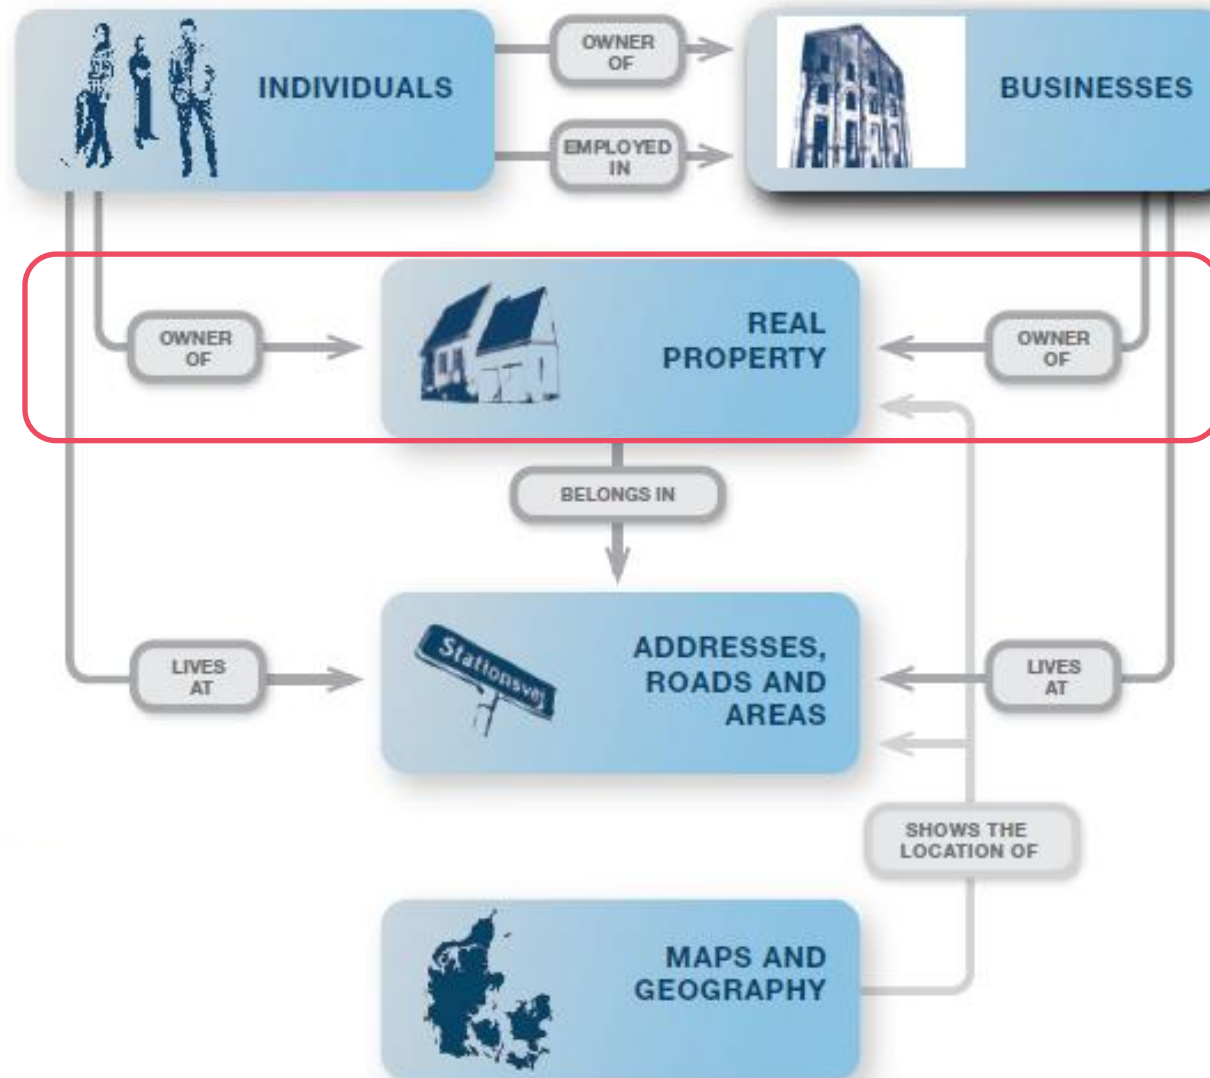 INDIVIDUALS
OWNER
OF
EMPLOYED
IN
BUSINESSES
OWNER
OF
REAL
PROPERTY
OWNER
OF
BELONGS IN
LIVES
AT
Stationsvej
ADDRESSES,
ROADS AND
AREAS
LIVES
AT
SHOWS THE
LOCATION OF
MAPS AND
GEOGRAPHY